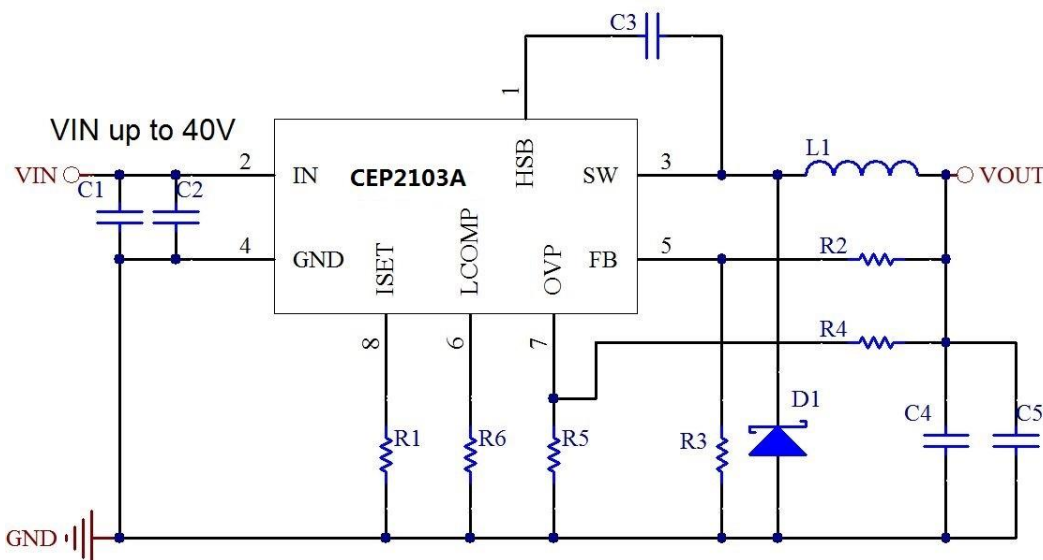 C3
1
VIN up to 40V
VIN
C1
C2
2
IN
CEP2103A
HSB
SW
3
L1
VOUT
4
GND
ISET
LCOMP
OVP
FB
5
R2
8
6
7
R4
R1
R6
R5
R3
D1
C4
C5
GND